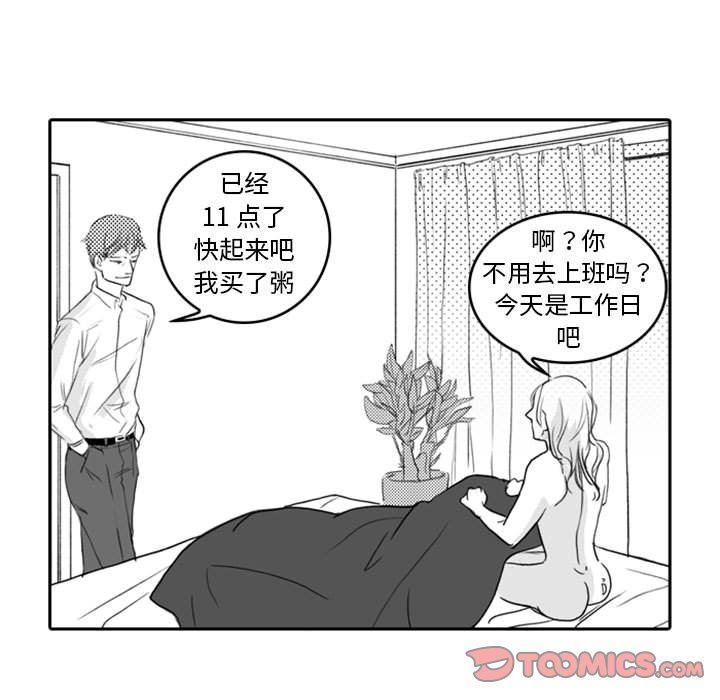 已经
11 点了
快起来吧
我买了粥
啊？你
不用去上班吗？
今天是工作日
吧
TOOMICS.COM